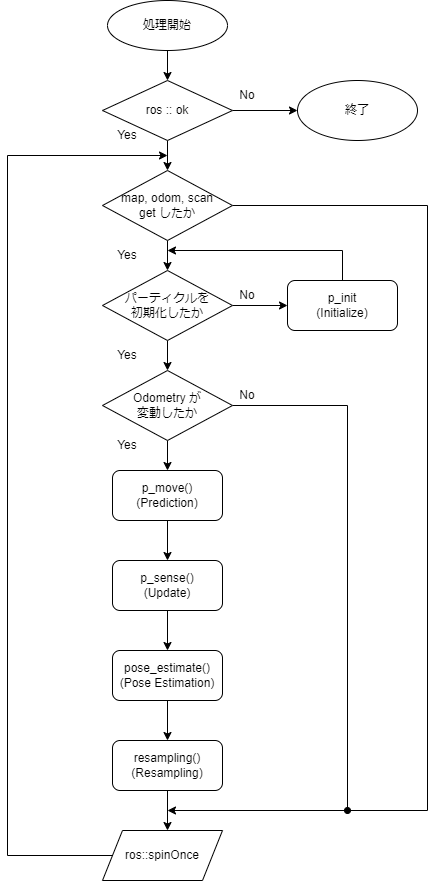 処理開始
ros :: ok
No
終了
Yes
map, odom, scan
get したか
Yes
パーティクルを
初期化したか
No
p_init
(Initialize)
Yes
Odometry が
変動したか
No
Yes
p_move()
(Prediction)
p_sense()
(Update)
pose_estimate()
(Pose Estimation)
resampling()
(Resampling)
ros::spinOnce